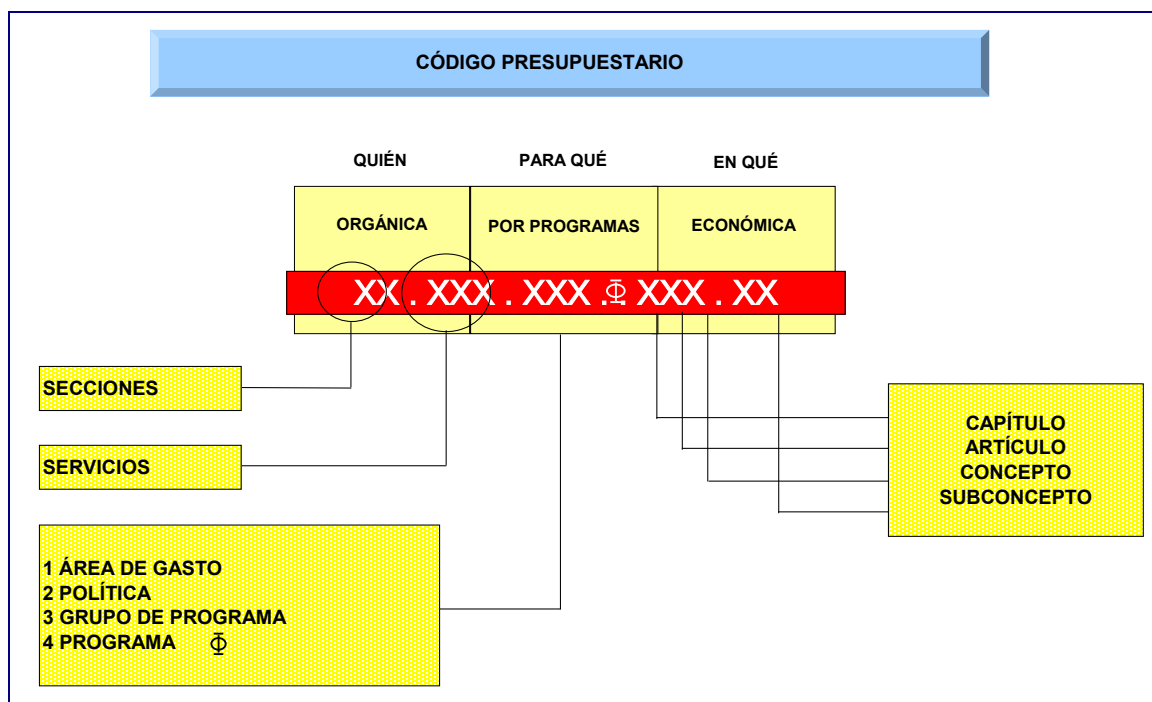 CÓDIGO PRESUPUESTARIO
QUIÉN PARA QUÉ EN QUÉ
ORGÁNICA POR PROGRAMAS ECONÓMICA
XX . XXX . XXX . Φ . XXX . XX
SECCIONES
SERVICIOS
1 ÁREA DE GASTO
2 POLÍTICA
3 GRUPO DE PROGRAMA
4 PROGRAMA Φ
CAPÍTULO
ARTÍCULO
CONCEPTO
SUBCONCEPTO